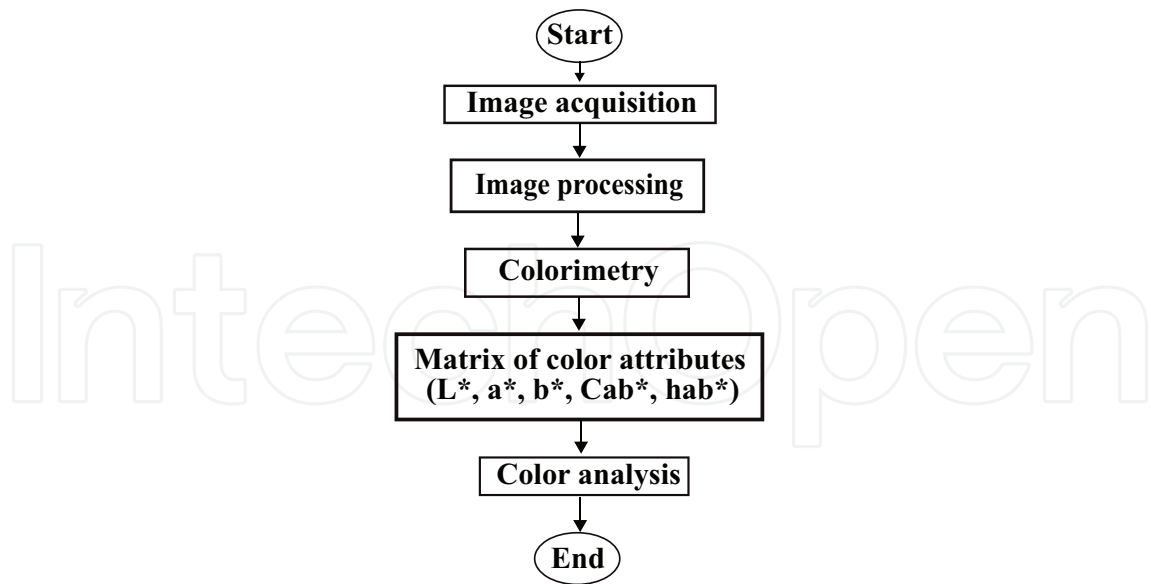 Start
Image acquisition
Image processing
Colorimetry
IntechOpen
Matrix of color attributes
(L*, a*, b*, Cab*, hab*)
Color analysis
End